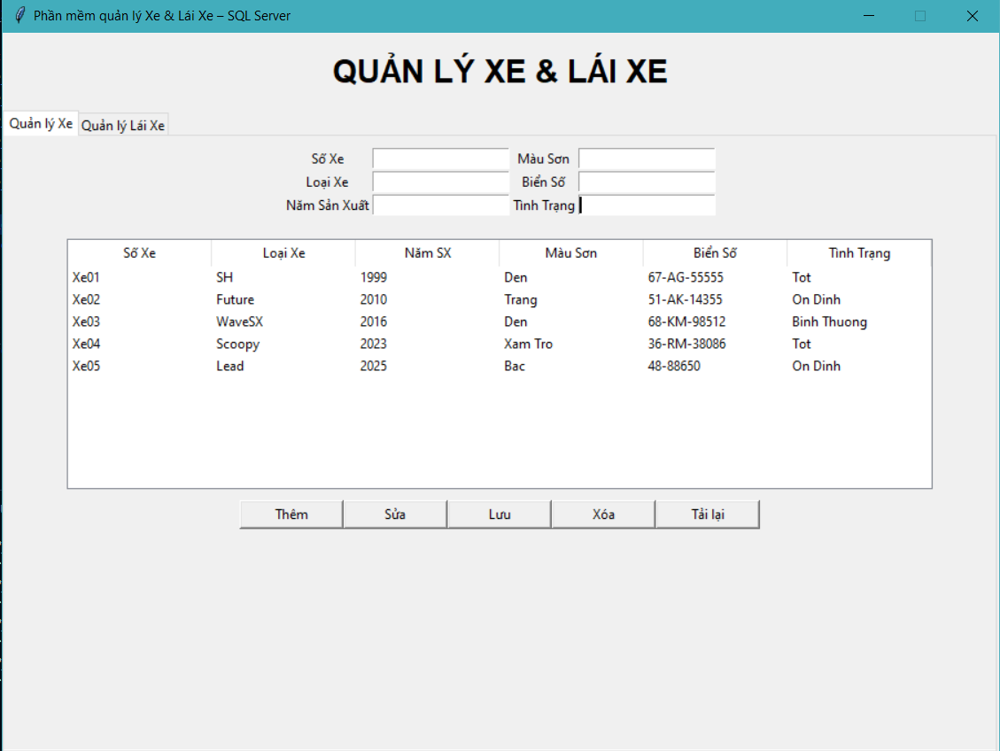 Phần mềm quản lý Xe & Lái Xe – SQL Server
QUẢN LÝ XE & LÁI XE
Quản lý Xe Quản lý Lái Xe
Số Xe Màu Sơn
Loại Xe Biển Số
Năm Sản Xuất Tình Trạng
Số Xe Loại Xe Năm SX Màu Sơn Biển Số Tình Trạng
Xe01 SH 1999 Den 67-AG-55555 Tot
Xe02 Future 2010 Trang 51-AK-14355 On Dinh
Xe03 WaveSX 2016 Den 68-KM-98512 Binh Thuong
Xe04 Scoopy 2023 Xam Tro 36-RM-38086 Tot
Xe05 Lead 2025 Bac 48-88650 On Dinh
Thêm Sửa Lưu Xóa Tải lại